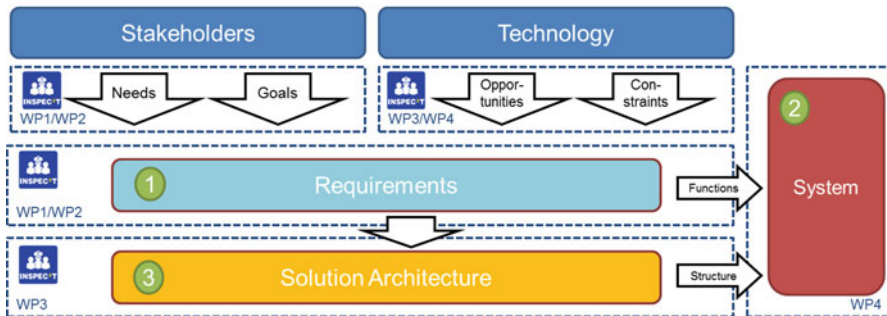 Stakeholders
Technology
INSPEC²T
WP1/WP2
Needs
Goals
INSPEC²T
WP3/WP4
Oppor-
tunities
Con-
straints
2
System
WP4
INSPEC²T
WP1/WP2
1
Requirements
Functions
INSPEC²T
WP3
3
Solution Architecture
Structure